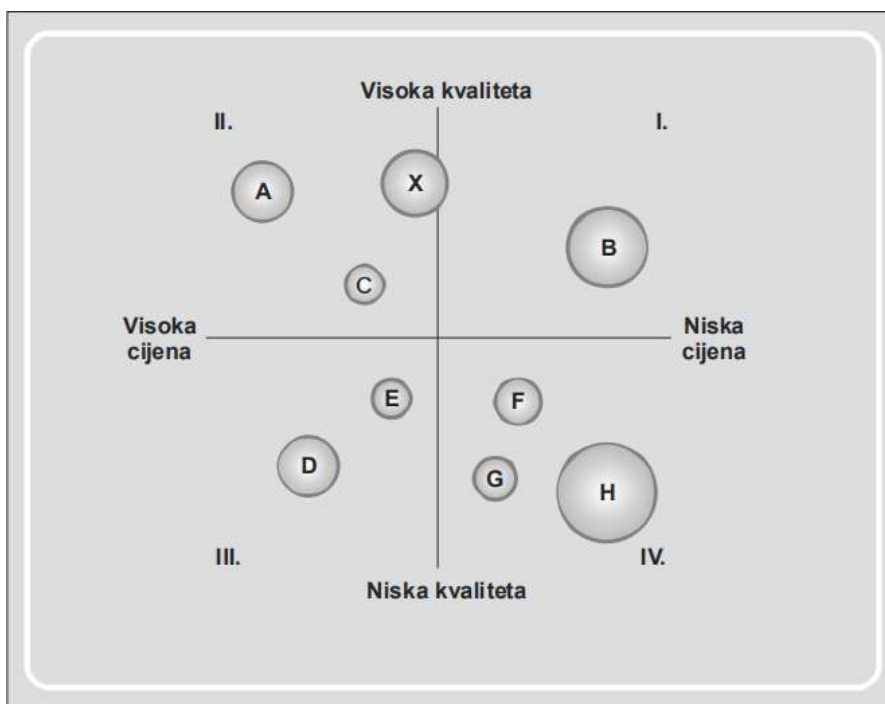 Visoka kvaliteta
II.
I.
A
X
B
C
Visoka
cijena
Niska
cijena
E
F
D
G
H
III.
IV.
Niska kvaliteta